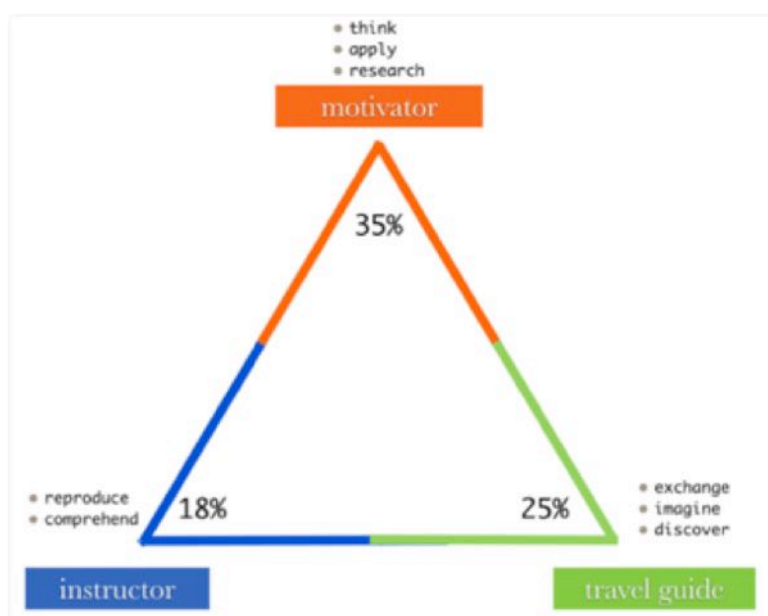 • think
• apply
• research
motivator
35%
• reproduce
• comprehend
18%
25%
• exchange
• imagine
• discover
instructor
travel guide